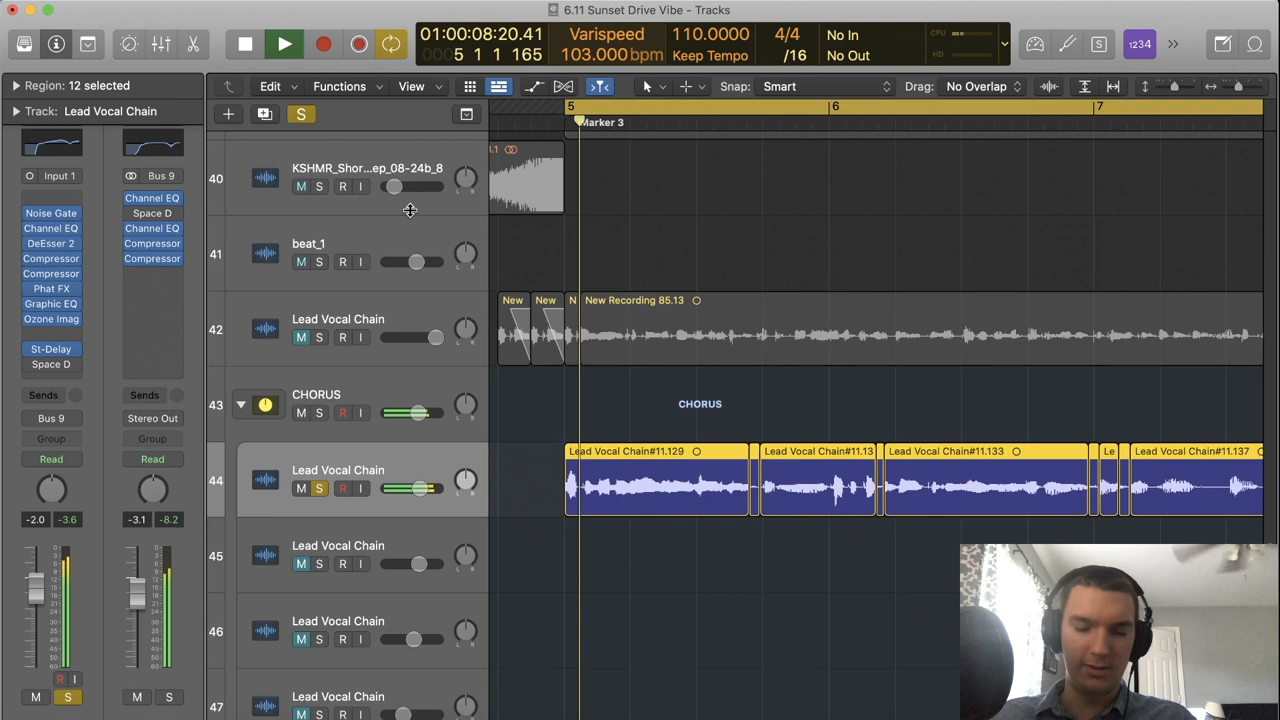 6.11 Sunset Drive Vibe - Tracks
01:00:08:20.41
0005 1 1 165
Varispeed
103.000bpm
110.0000
Keep Tempo
4/4
/16
No In
No Out
CPU
HD
S
1234
Region: 12 selected
Track: Lead Vocal Chain
Edit
Functions
View
Snap: Smart
Drag: No Overlap
S
5
6
7
Marker 3
Input 1
Noise Gate
Channel EQ
DeEsser 2
Compressor
Compressor
Phat FX
Graphic EQ
Ozone Imag
St-Delay
Space D
Sends
Bus 9
Group
Read
-2.0
-3.6
R I
M S
Bus 9
Channel EQ
Space D
Channel EQ
Compressor
Compressor
Sends
Stereo Out
Group
Read
-3.1
-8.2
M S
40
KSHMR_Shor...ep_08-24b_8
M S R I
L R
3.1
41
beat_1
M S R I
L R
42
Lead Vocal Chain
M S R I
L R
New
New
N
New Recording 85.13
43
CHORUS
M S R I
L R
CHORUS
44
Lead Vocal Chain
M S R I
L R
Lead Vocal Chain#11.129
Lead Vocal Chain#11.13
Lead Vocal Chain#11.133
Le
Lead Vocal Chain#11.137
45
Lead Vocal Chain
M S R I
L R
46
Lead Vocal Chain
M S R I
L R
47
Lead Vocal Chain
M S R I
L R